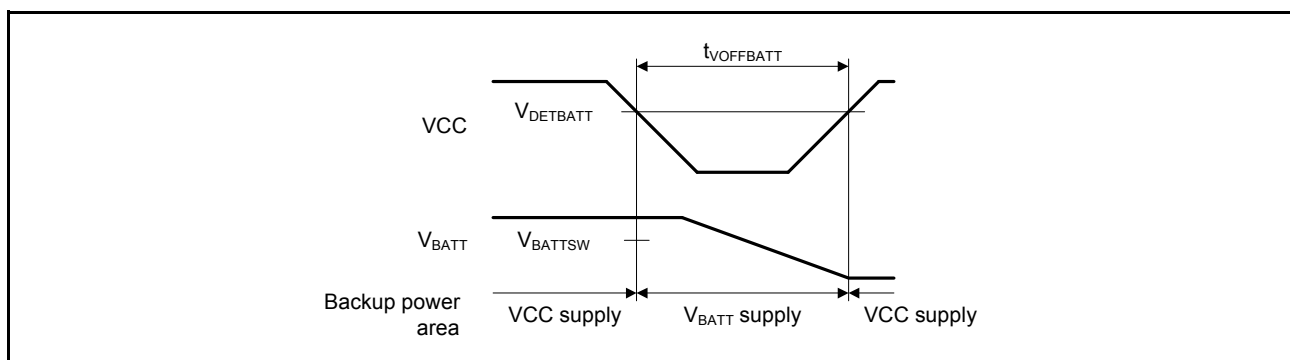 tVOFFBATT
VCC
VDETBATT
VBATT
VBATTSW
Backup power
area
VCC supply
VBATT supply
VCC supply